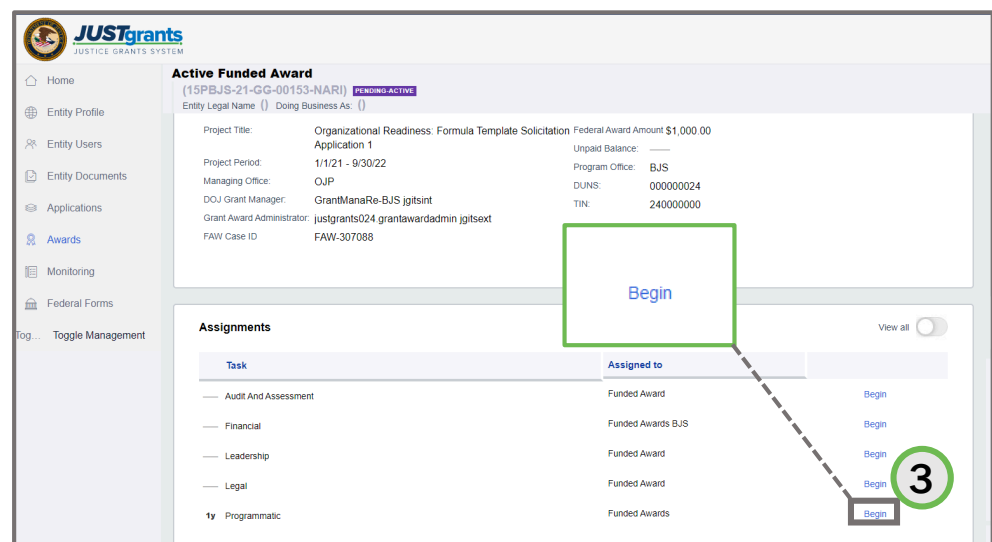 JUSTgrants
JUSTICE GRANTS SYSTEM
Home
Entity Profile
Entity Users
Entity Documents
Applications
Awards
Monitoring
Federal Forms
Tog... Toggle Management
Active Funded Award
(15PBJS-21-GG-00153-NARI) PENDING-ACTIVE
Entity Legal Name () Doing Business As: ()
Project Title: Organizational Readiness: Formula Template Solicitation Application 1
Project Period: 1/1/21 - 9/30/22
Managing Office: OJP
DOJ Grant Manager: GrantManaRe-BJS jgitsint
Grant Award Administrator: justgrants024.grantawardadmin jgitsext
FAW Case ID FAW-307088
Federal Award Amount $1,000.00
Unpaid Balance: ——
Program Office: BJS
DUNS: 000000024
TIN: 240000000
Begin
Assignments View all
Task Assigned to
—— Audit And Assessment Funded Award Begin
—— Financial Funded Awards BJS Begin
—— Leadership Funded Award Begin
—— Legal Funded Award Begin
1y Programmatic Funded Awards Begin
3